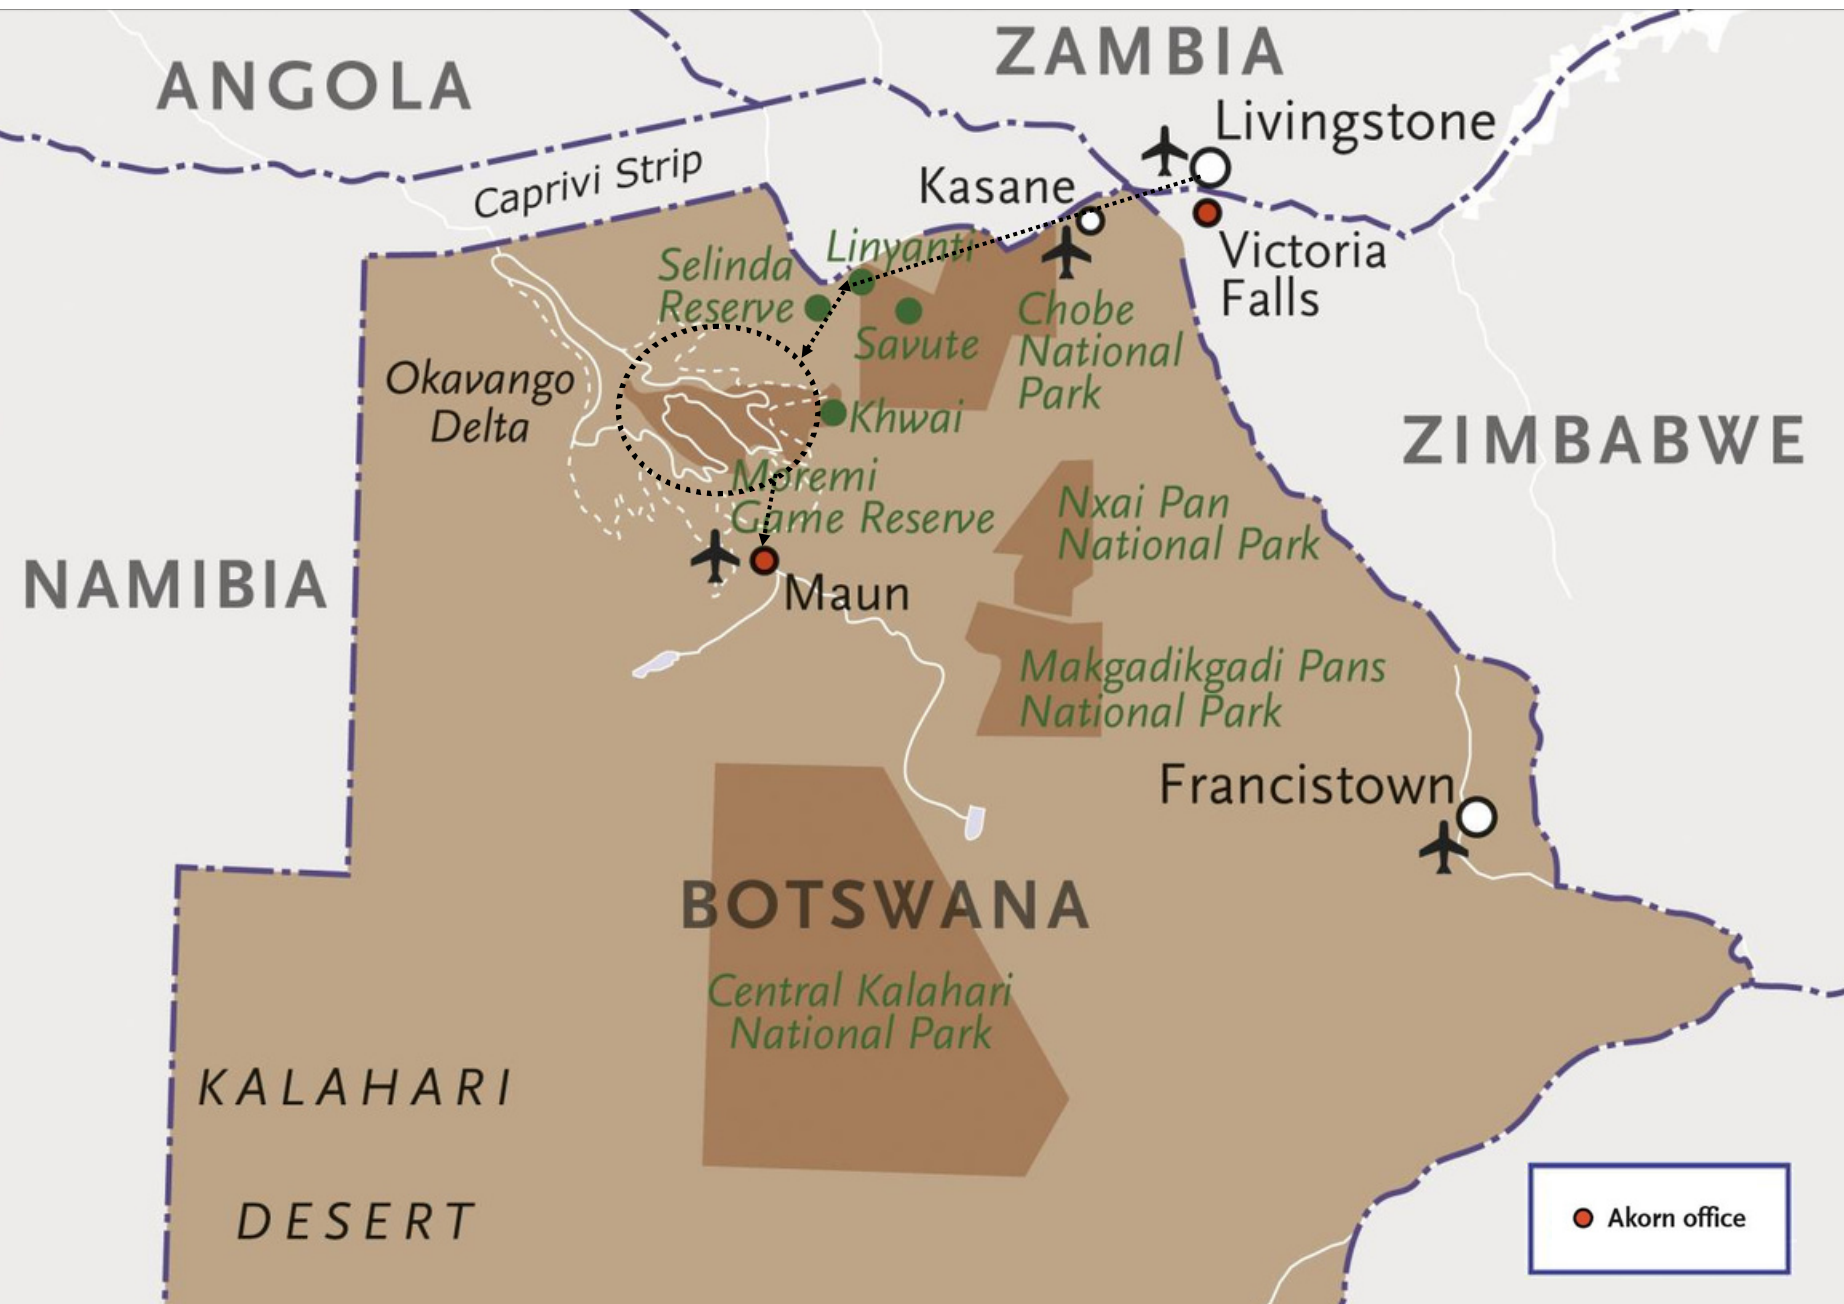 ZAMBIA
ANGOLA
Livingstone
Caprivi Strip
Kasane
Victoria
Falls
Linyanti
Selinda
Reserve
Savute
Chobe
National
Park
Okavango
Delta
Khwai
ZIMBABWE
Moremi
Game Reserve
Nxai Pan
National Park
NAMIBIA
Maun
Makgadikgadi Pans
National Park
Francistown
BOTSWANA
Central Kalahari
National Park
KALAHARI
DESERT
Akorn office